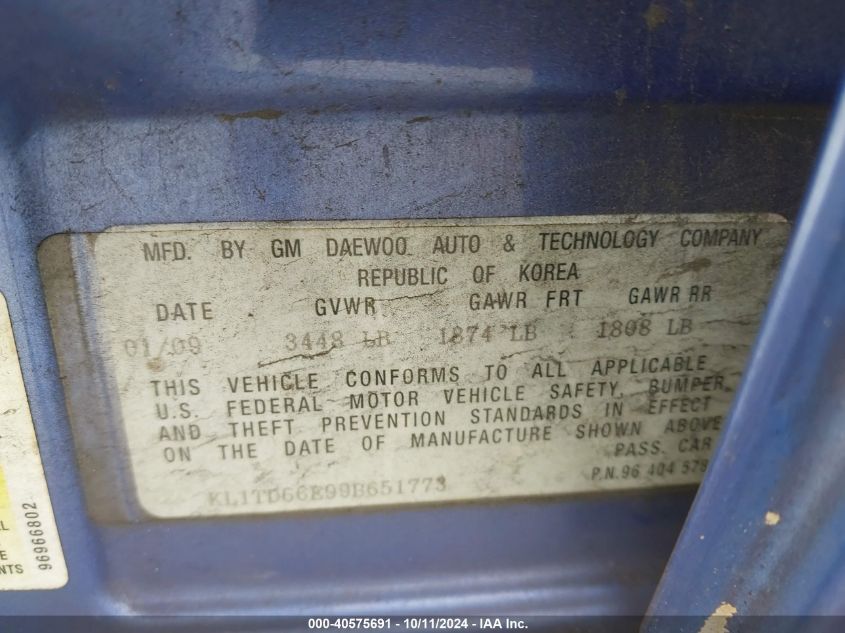 MFD. BY GM DAEWOO AUTO & TECHNOLOGY COMPANY
REPUBLIC OF KOREA
DATE GVWR GAWR FRT GAWR RR
01/09 3448 LB 1874 LB 1808 LB
THIS VEHICLE CONFORMS TO ALL APPLICABLE
U.S. FEDERAL MOTOR VEHICLE SAFETY, BUMPER,
AND THEFT PREVENTION STANDARDS IN EFFECT
ON THE DATE OF MANUFACTURE SHOWN ABOVE
PASS. CAR
P.N. 96 404 578
KL1TD66E99B651773
96966802
000-40575691 - 10/11/2024 - IAA Inc.